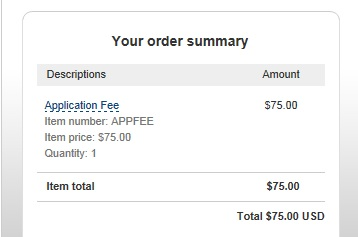 Your order summary
Descriptions Amount
Application Fee $75.00
Item number: APPFEE
Item price: $75.00
Quantity: 1
Item total $75.00
Total $75.00 USD